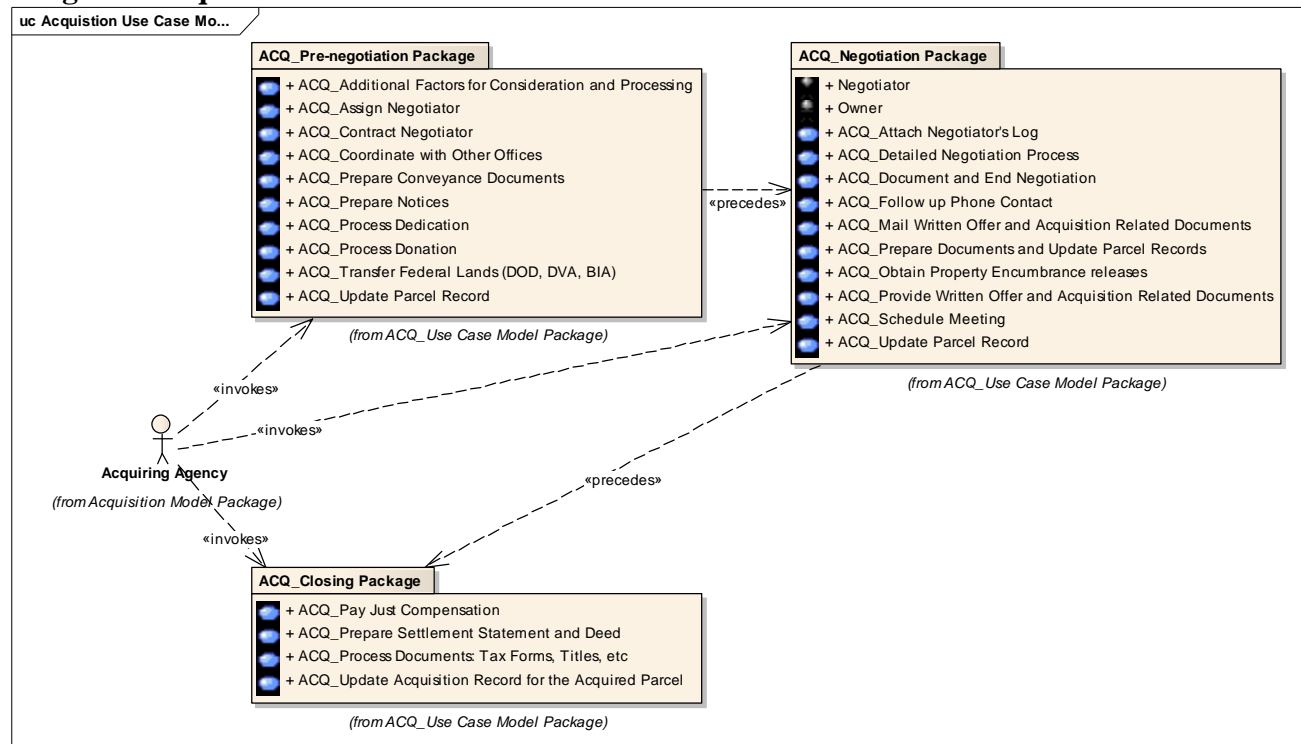 uc Acquistion Use Case Mo...
ACQ_Pre-negotiation Package
+ ACQ_Additional Factors for Consideration and Processing
+ ACQ_Assign Negotiator
+ ACQ_Contract Negotiator
+ ACQ_Coordinate with Other Offices
+ ACQ_Prepare Conveyance Documents
+ ACQ_Prepare Notices
+ ACQ_Process Dedication
+ ACQ_Process Donation
+ ACQ_Transfer Federal Lands (DOD, DVA, BIA)
+ ACQ_Update Parcel Record
(from ACQ_Use Case Model Package)
«precedes»
ACQ_Negotiation Package
+ Negotiator
+ Owner
+ ACQ_Attach Negotiator's Log
+ ACQ_Detailed Negotiation Process
+ ACQ_Document and End Negotiation
+ ACQ_Follow up Phone Contact
+ ACQ_Mail Written Offer and Acquisition Related Documents
+ ACQ_Prepare Documents and Update Parcel Records
+ ACQ_Obtain Property Encumbrance releases
+ ACQ_Provide Written Offer and Acquisition Related Documents
+ ACQ_Schedule Meeting
+ ACQ_Update Parcel Record
(from ACQ_Use Case Model Package)
«invokes»
«invokes»
Acquiring Agency
(from Acquisition Model Package)
«precedes»
«invokes»
ACQ_Closing Package
+ ACQ_Pay Just Compensation
+ ACQ_Prepare Settlement Statement and Deed
+ ACQ_Process Documents: Tax Forms, Titles, etc
+ ACQ_Update Acquisition Record for the Acquired Parcel
(from ACQ_Use Case Model Package)